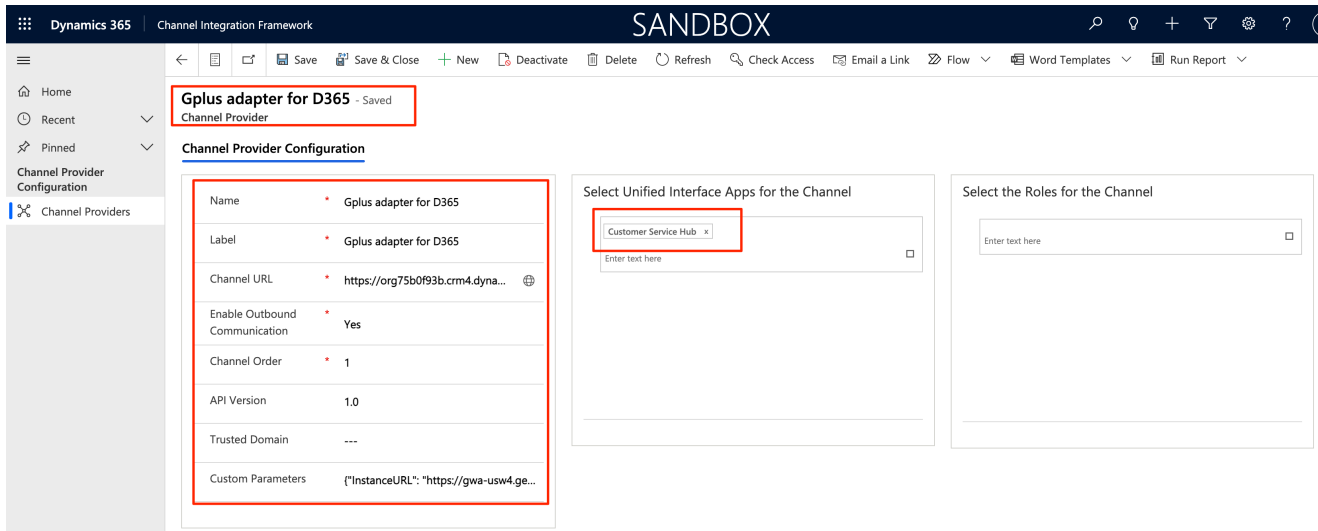 Dynamics 365 Channel Integration Framework SANDBOX ?
Save Save & Close New Deactivate Delete Refresh Check Access Email a Link Flow Word Templates Run Report
Home
Recent
Pinned
Channel Provider
Configuration
Channel Providers
Gplus adapter for D365 - Saved
Channel Provider
Channel Provider Configuration
Name * Gplus adapter for D365
Label * Gplus adapter for D365
Channel URL * https://org75b0f93b.crm4.dyna...
Enable Outbound
Communication * Yes
Channel Order * 1
API Version 1.0
Trusted Domain ---
Custom Parameters {"InstanceURL": "https://gwa-usw4.ge...
Select Unified Interface Apps for the Channel
Customer Service Hub x
Enter text here
Select the Roles for the Channel
Enter text here